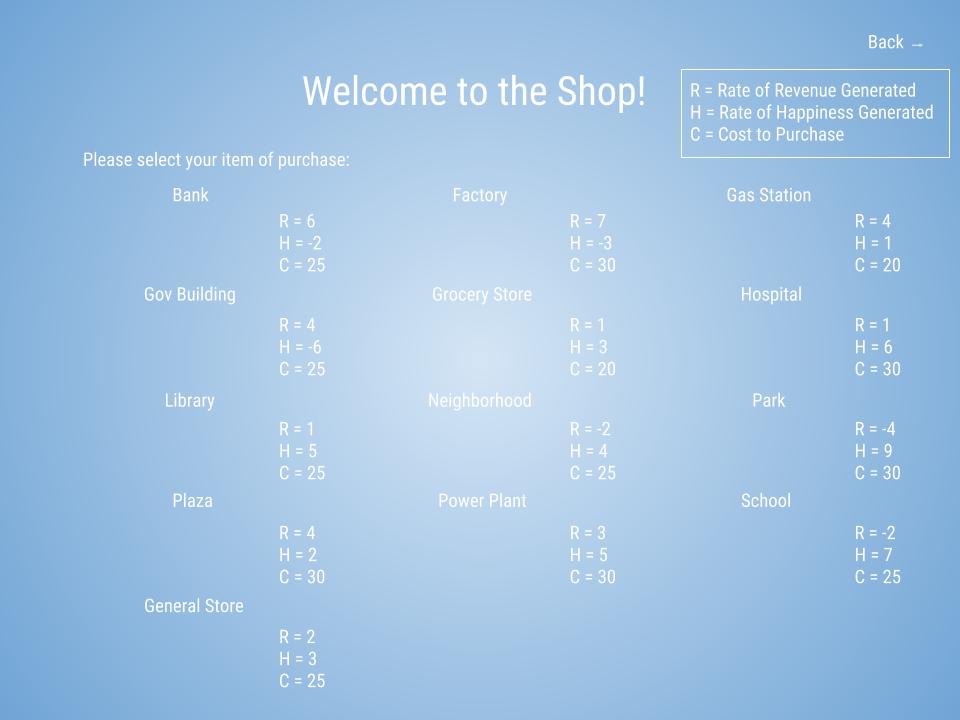 Back →
Welcome to the Shop!
R = Rate of Revenue Generated
H = Rate of Happiness Generated
C = Cost to Purchase
Please select your item of purchase:
Bank
R = 6
H = -2
C = 25
Factory
R = 7
H = -3
C = 30
Gas Station
R = 4
H = 1
C = 20
Gov Building
R = 4
H = -6
C = 25
Grocery Store
R = 1
H = 3
C = 20
Hospital
R = 1
H = 6
C = 30
Library
R = 1
H = 5
C = 25
Neighborhood
R = -2
H = 4
C = 25
Park
R = -4
H = 9
C = 30
Plaza
R = 4
H = 2
C = 30
Power Plant
R = 3
H = 5
C = 30
School
R = -2
H = 7
C = 25
General Store
R = 2
H = 3
C = 25